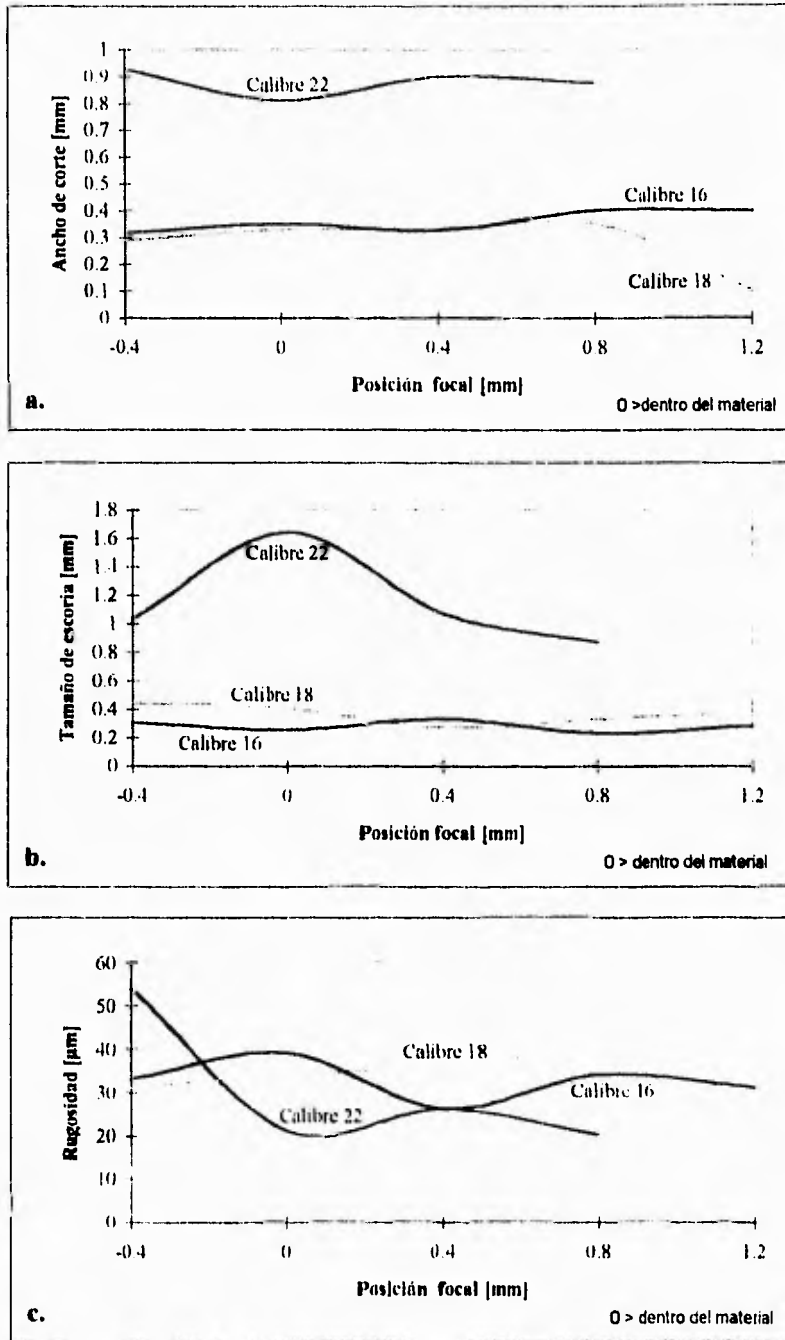 Ancho de corte [mm]
1
0.9
0.8
0.7
0.6
0.5
0.4
0.3
0.2
0.1
0
Calibre 22
Calibre 16
Calibre 18
-0.4 0 0.4 0.8 1.2
Posición focal [mm]
a.
0 >dentro del material
Tamaño de escoria [mm]
1.8
1.6
1.4
1.2
1
0.8
0.6
0.4
0.2
0
Calibre 22
Calibre 18
Calibre 16
-0.4 0 0.4 0.8 1.2
Posición focal [mm]
b.
0 > dentro del material
Rugosidad [µm]
60
50
40
30
20
10
0
Calibre 18
Calibre 16
Calibre 22
-0.4 0 0.4 0.8 1.2
Posición focal [mm]
c.
0 > dentro del material